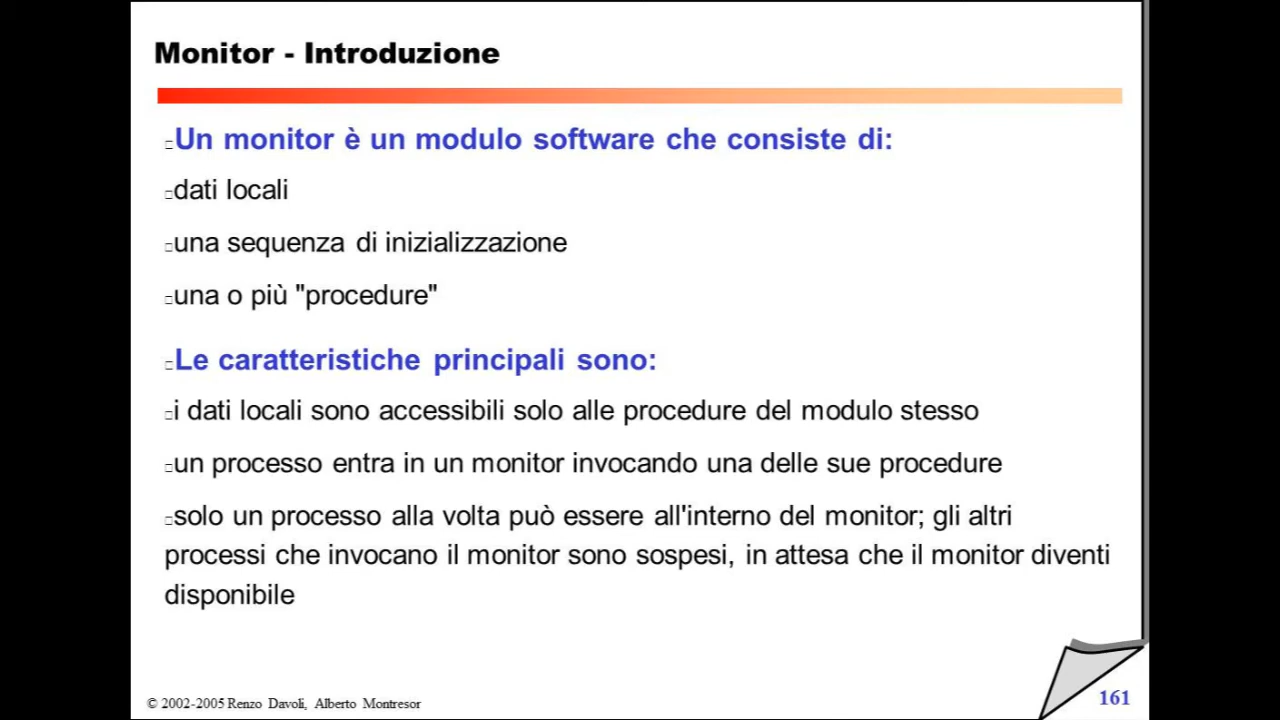 Monitor - Introduzione
Un monitor è un modulo software che consiste di:
dati locali
una sequenza di inizializzazione
una o più "procedure"
Le caratteristiche principali sono:
i dati locali sono accessibili solo alle procedure del modulo stesso
un processo entra in un monitor invocando una delle sue procedure
solo un processo alla volta può essere all'interno del monitor; gli altri
processi che invocano il monitor sono sospesi, in attesa che il monitor diventi
disponibile
© 2002-2005 Renzo Davoli, Alberto Montresor
161